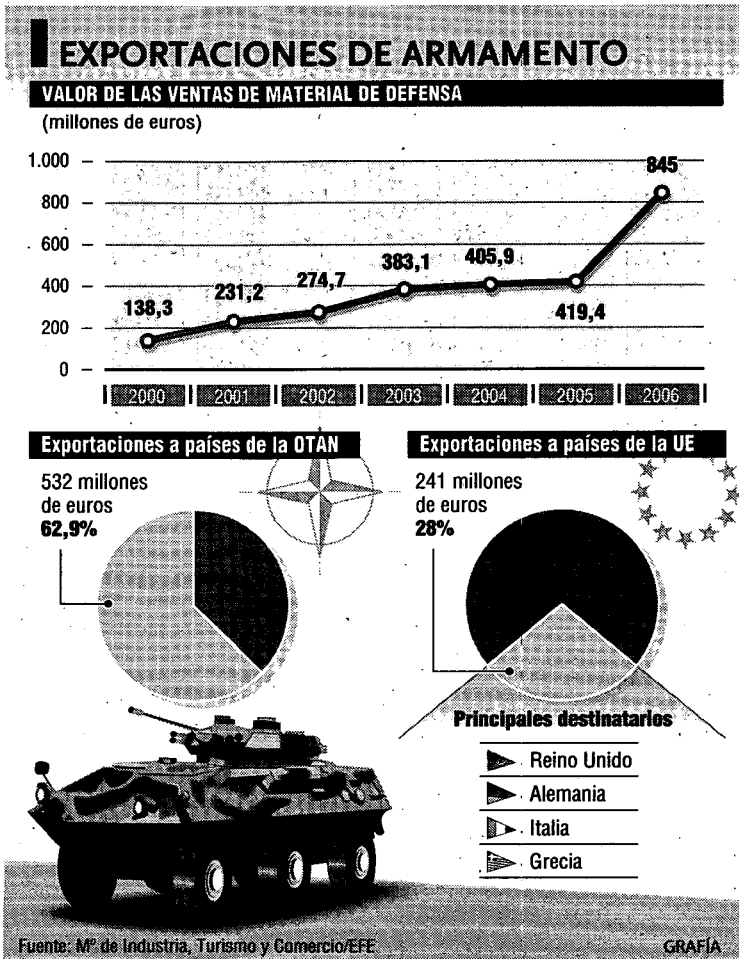 EXPORTACIONES DE ARMAMENTO
VALOR DE LAS VENTAS DE MATERIAL DE DEFENSA
(millones de euros)
1.000
800
600
400
200
0
138,3
231,2
274,7
383,1
405,9
419,4
845
2000
2001
2002
2003
2004
2005
2006
Exportaciones a países de la OTAN
532 millones
de euros
62,9%
Exportaciones a países de la UE
241 millones
de euros
28%
Principales destinatarios
Reino Unido
Alemania
Italia
Grecia
Fuente: Mº de Industria, Turismo y Comercio/EFE
GRAFÍA